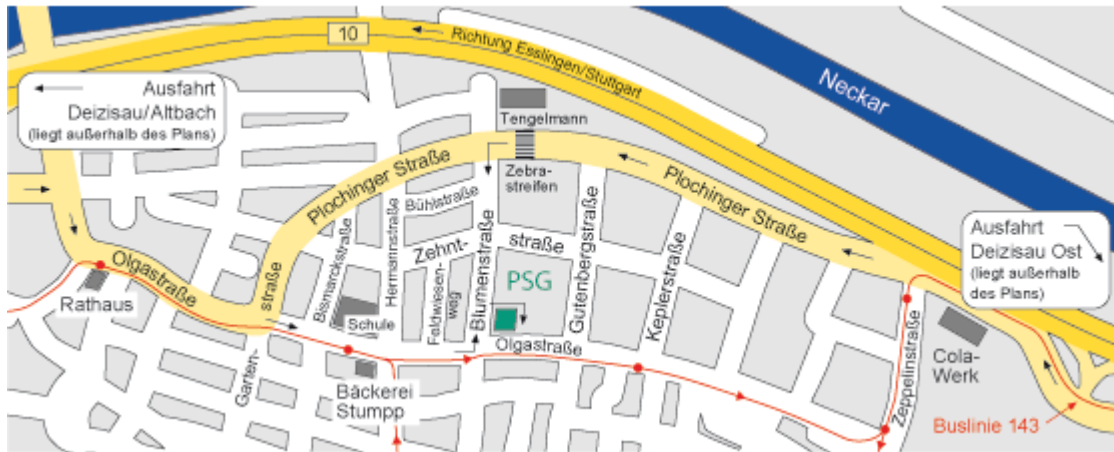 10
Richtung Esslingen/Stuttgart
Neckar
Ausfahrt
Deizisau/Altbach
(liegt außerhalb des Plans)
Tengelmann
Zebra-
streifen
Plochinger Straße
Plochinger Straße
Bühlstraße
Zehnt-
straße
Blumenstraße
Gutenbergstraße
Keplerstraße
Hermannstraße
Bismarckstraße
Feldwiesen-
weg
PSG
Ausfahrt
Deizisau Ost
(liegt außerhalb
des Plans)
Olgastraße
Rathaus
Garten-
straße
Schule
Olgastraße
Bäckerei
Stumpp
Zeppelinstraße
Cola-
Werk
Buslinie 143